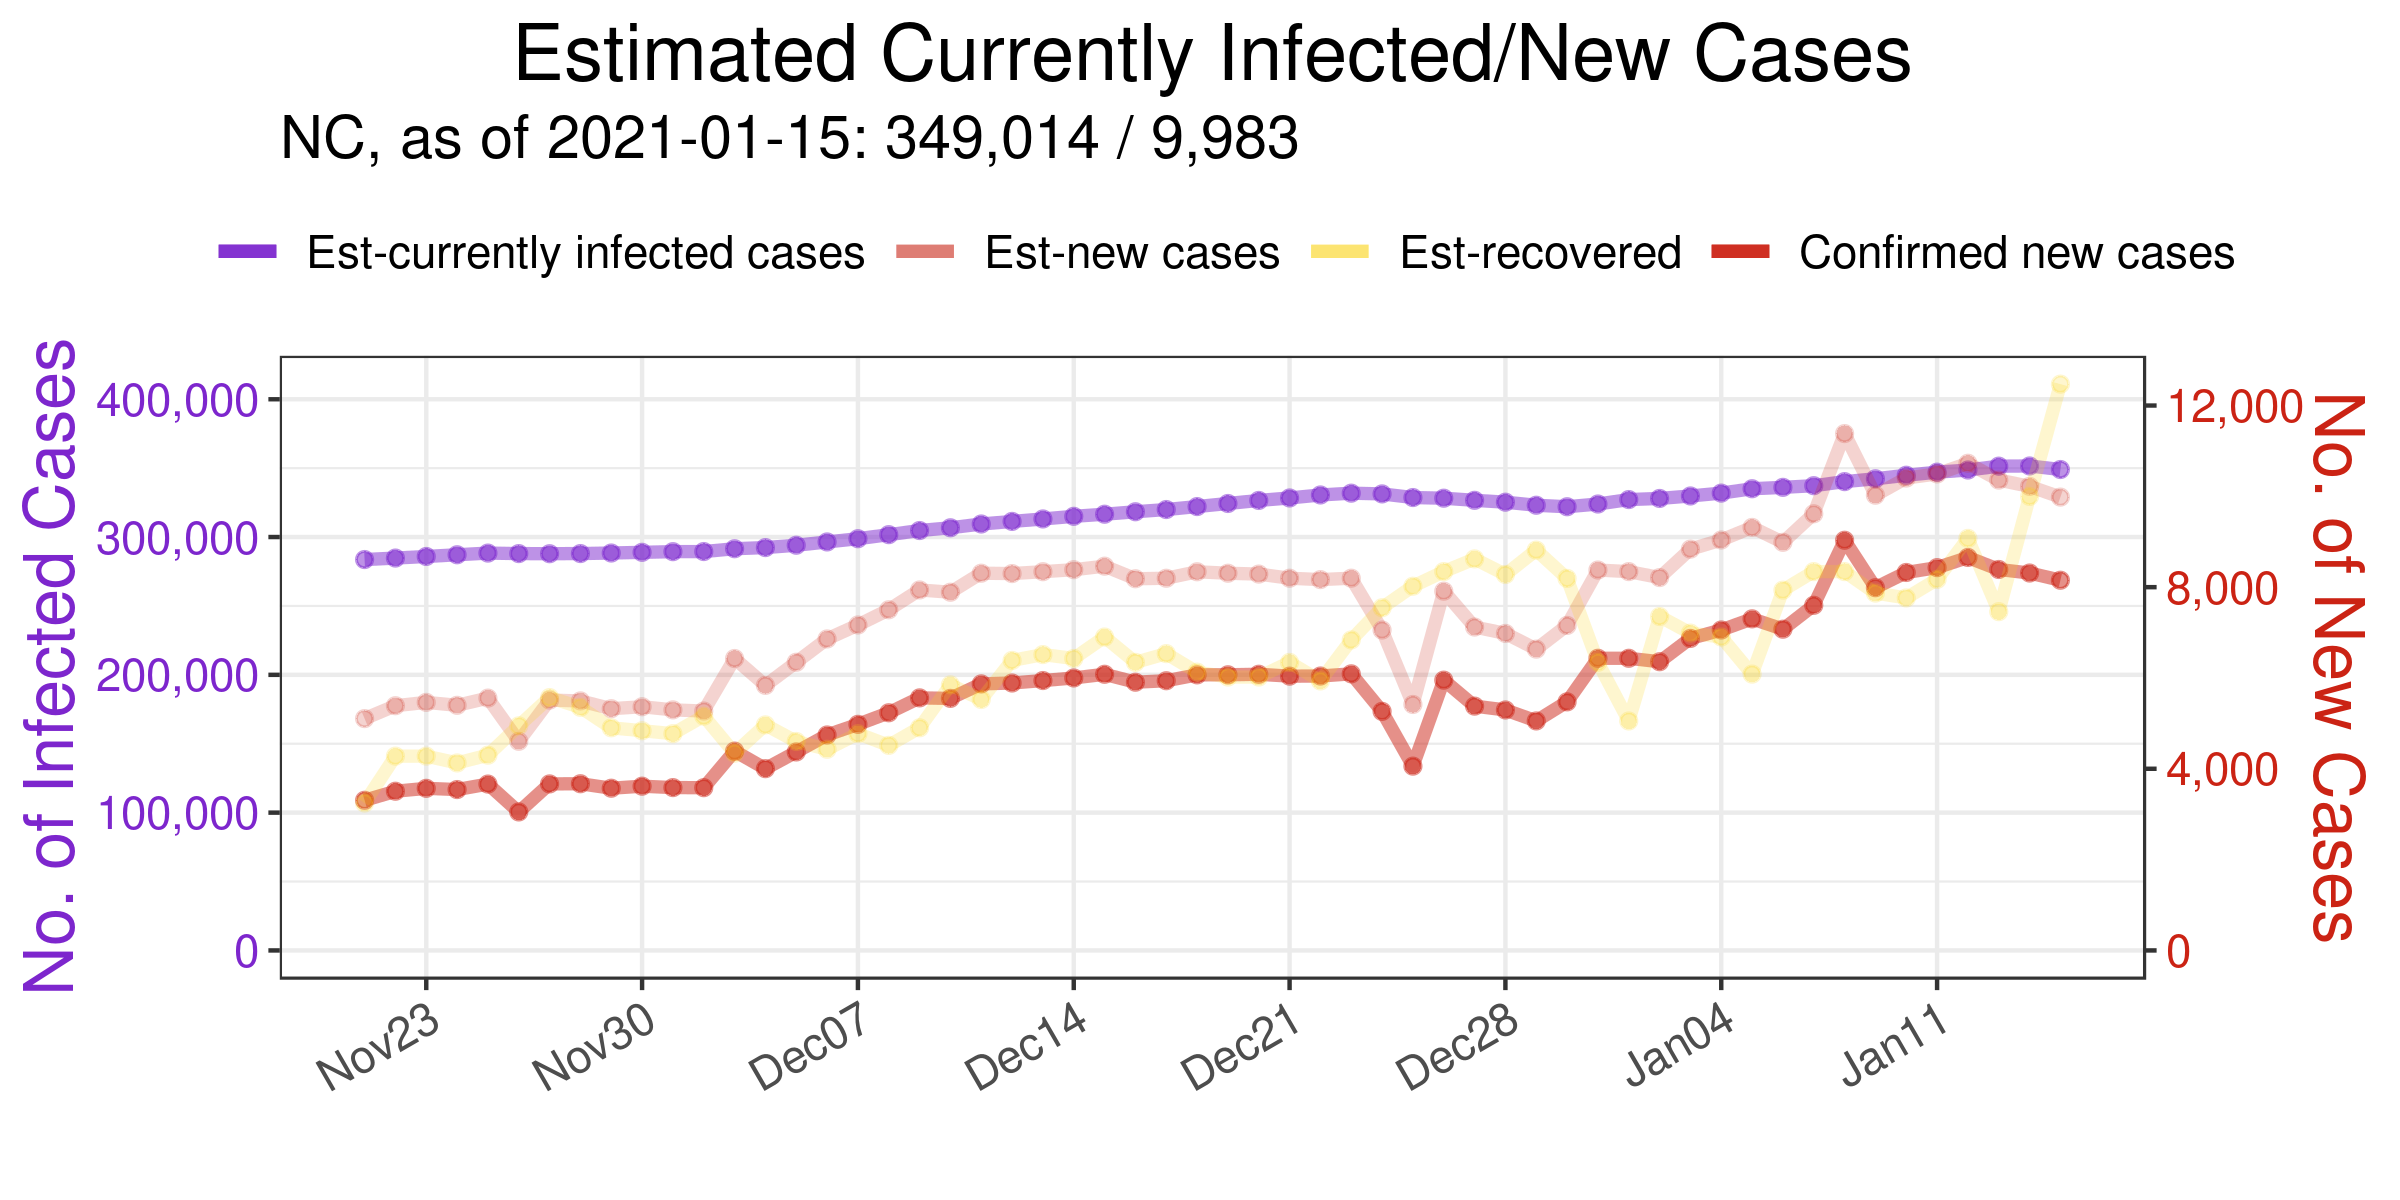 Estimated Currently Infected/New Cases
NC, as of 2021-01-15: 349,014 / 9,983
Est-currently infected cases Est-new cases Est-recovered Confirmed new cases
No. of Infected Cases
400,000
300,000
200,000
100,000
0
12,000
8,000
4,000
0
No. of New Cases
Nov23 Nov30 Dec07 Dec14 Dec21 Dec28 Jan04 Jan11